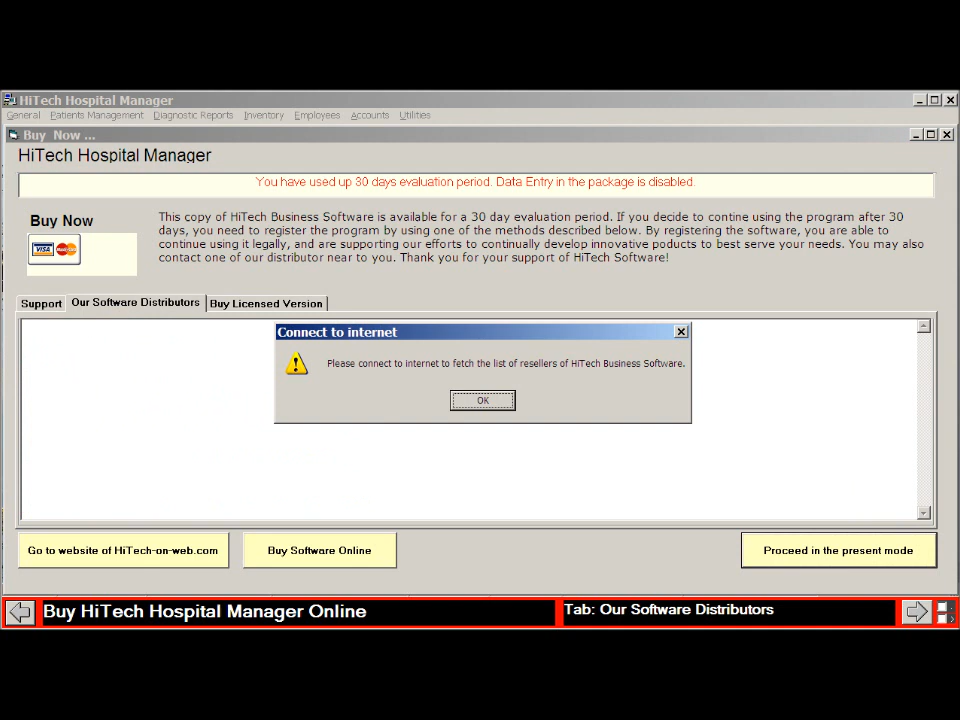 HiTech Hospital Manager
General Patients Management Diagnostic Reports Inventory Employees Accounts Utilities
Buy Now ...
HiTech Hospital Manager
You have used up 30 days evaluation period. Data Entry in the package is disabled.
Buy Now
VISA MasterCard
This copy of HiTech Business Software is available for a 30 day evaluation period. If you decide to contine using the program after 30
days, you need to register the program by using one of the methods described below. By registering the software, you are able to
continue using it legally, and are supporting our efforts to continually develop innovative poducts to best serve your needs. You may also
contact one of our distributor near to you. Thank you for your support of HiTech Software!
Support Our Software Distributors Buy Licensed Version
Connect to internet
Please connect to internet to fetch the list of resellers of HiTech Business Software.
OK
Go to website of HiTech-on-web.com Buy Software Online Proceed in the present mode
Buy HiTech Hospital Manager Online Tab: Our Software Distributors